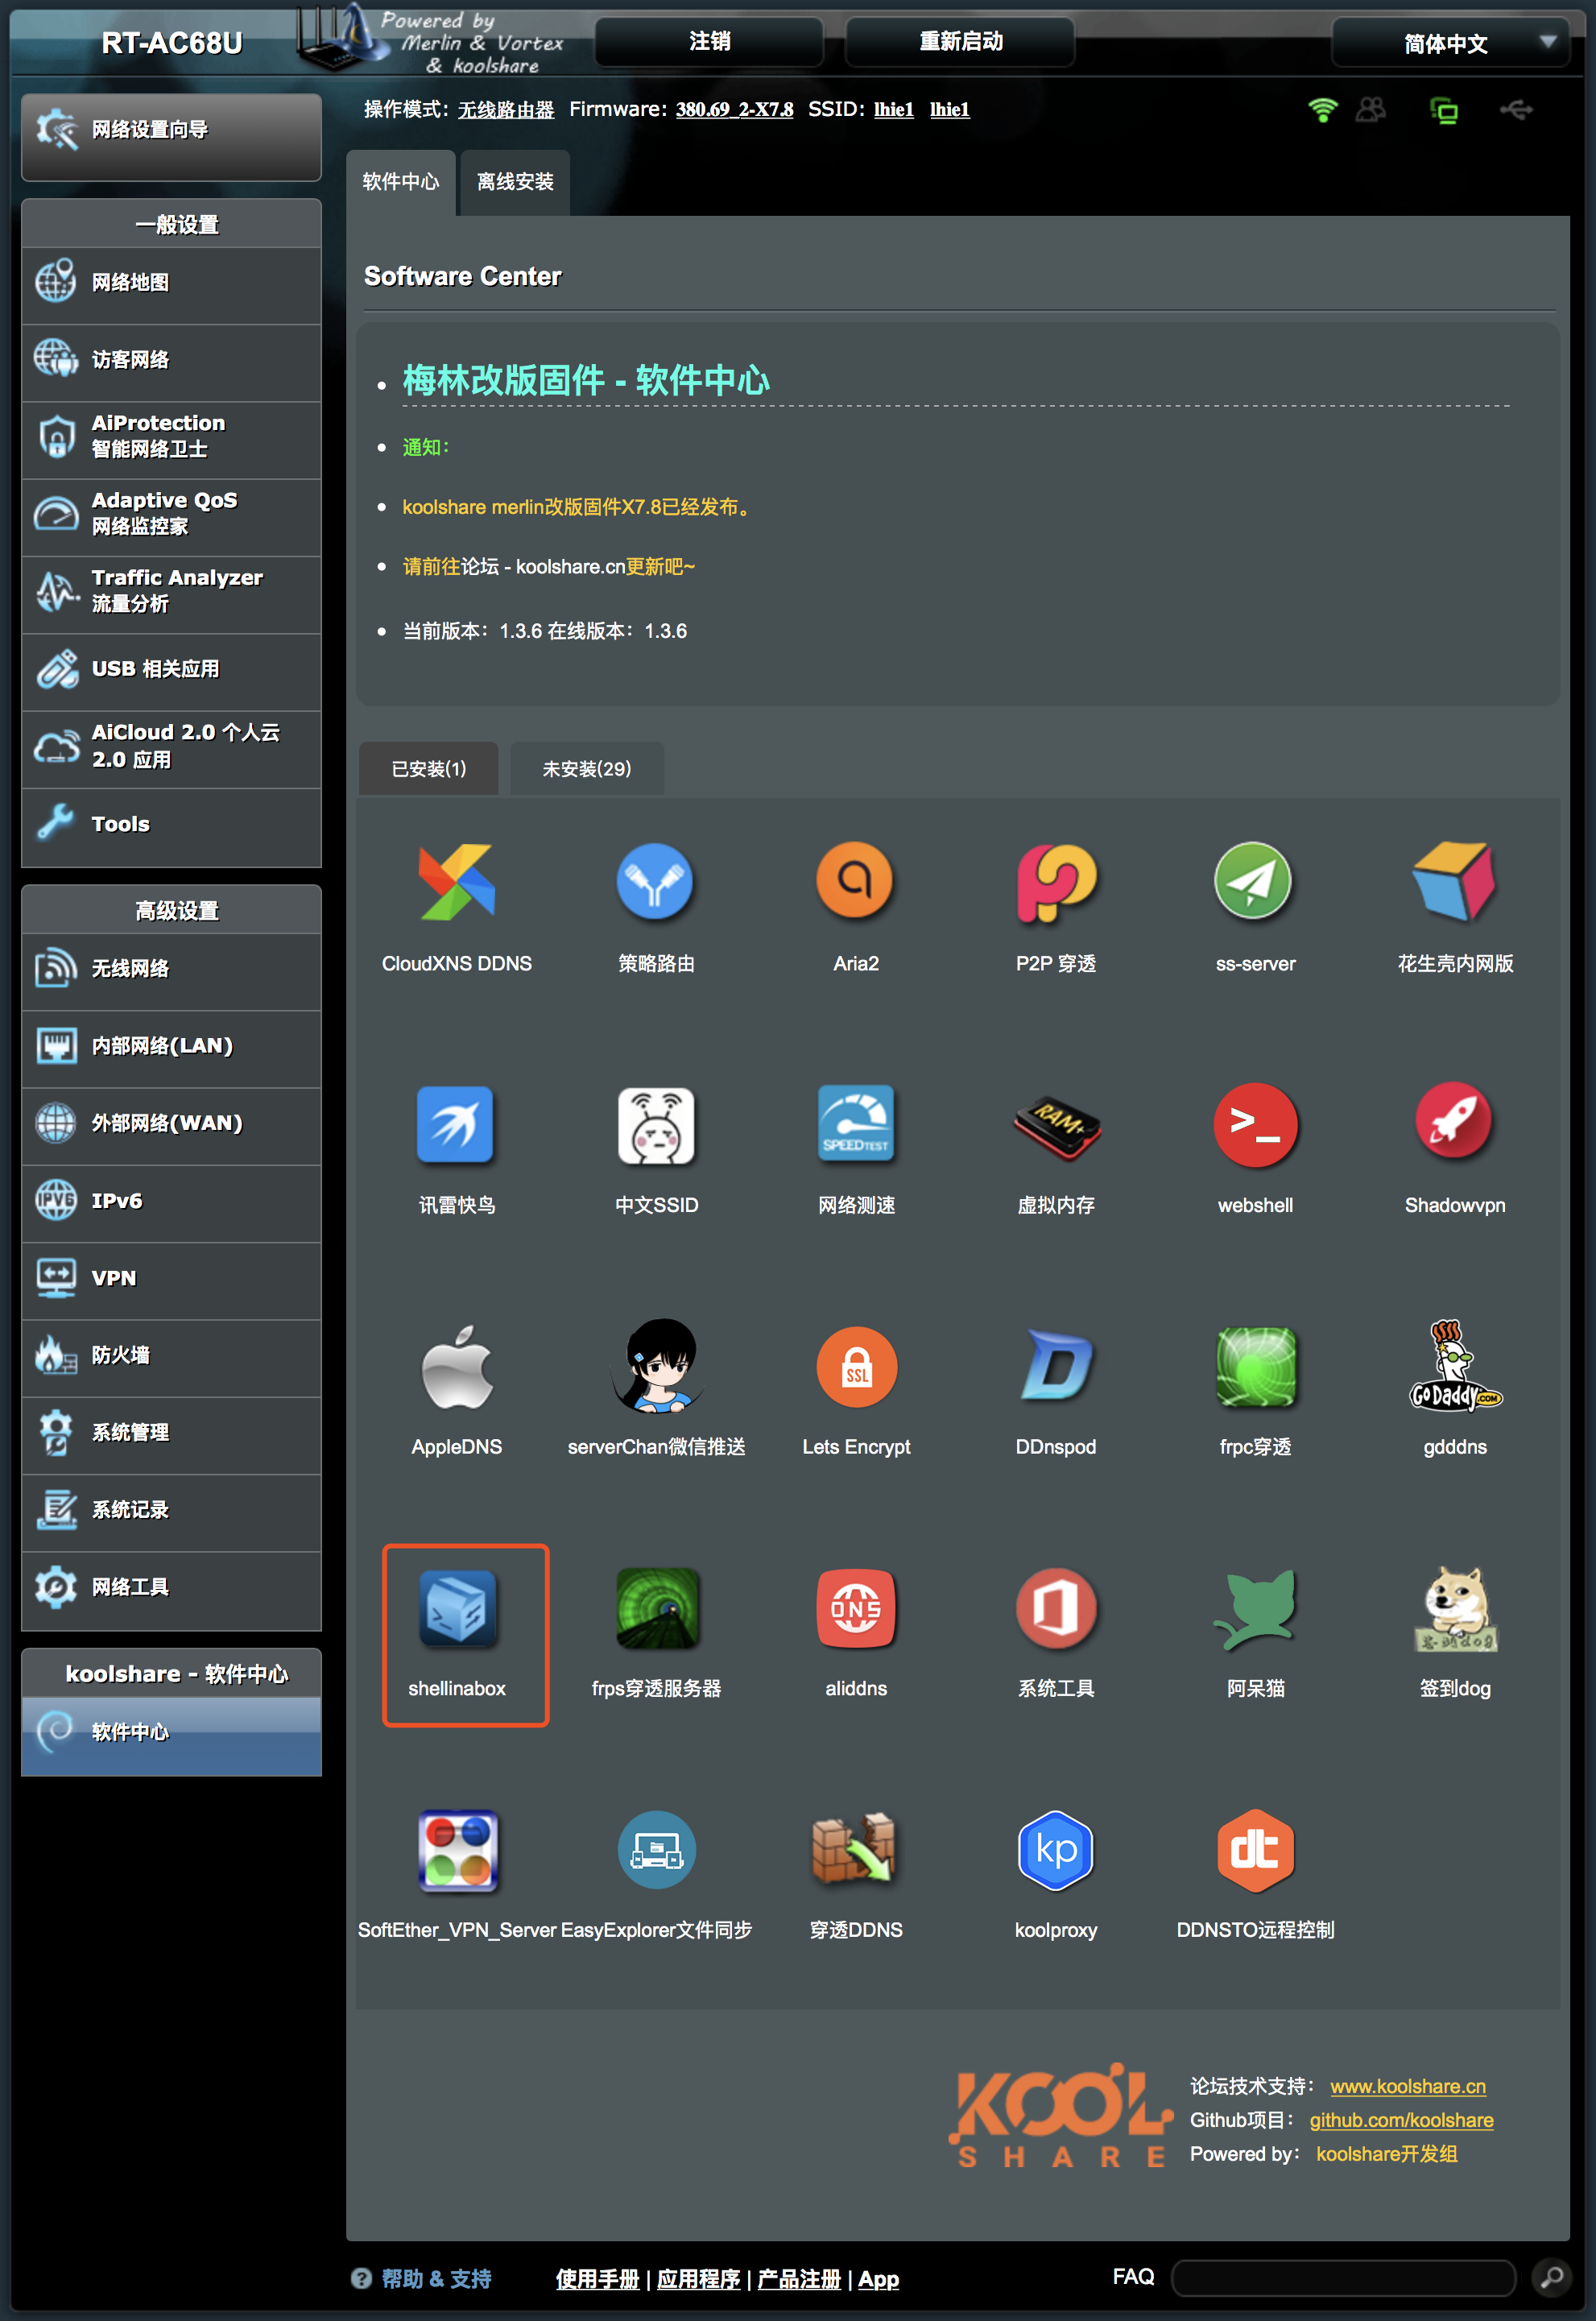 RT-AC68U
Powered by
Merlin & Vortex
& koolshare
注销
重新启动
简体中文
操作模式: 无线路由器 Firmware: 380.69_2-X7.8 SSID: lhie1 lhie1
网络设置向导
一般设置
网络地图
访客网络
AiProtection
智能网络卫士
Adaptive QoS
网络监控家
Traffic Analyzer
流量分析
USB 相关应用
AiCloud 2.0 个人云
2.0 应用
Tools
高级设置
无线网络
内部网络(LAN)
外部网络(WAN)
IPV6
IPv6
VPN
防火墙
系统管理
系统记录
网络工具
koolshare - 软件中心
软件中心
软件中心
离线安装
Software Center
梅林改版固件 - 软件中心
通知：
koolshare merlin改版固件X7.8已经发布。
请前往论坛 - koolshare.cn更新吧~
当前版本：1.3.6 在线版本：1.3.6
已安装(1)
未安装(29)
CloudXNS DDNS
策略路由
Aria2
P2P 穿透
ss-server
花生壳内网版
SPEEDTEST
RAM+
>_
讯雷快鸟
中文SSID
网络测速
虚拟内存
webshell
Shadowvpn
SSL
GoDaddy.COM
AppleDNS
serverChan微信推送
Lets Encrypt
DDnspod
frpc穿透
gdddns
DNS
shellinabox
frps穿透服务器
aliddns
系统工具
阿呆猫
签到dog
kp
dt
SoftEther_VPN_Server
EasyExplorer文件同步
穿透DDNS
koolproxy
DDNSTO远程控制
KOOL
SHARE
论坛技术支持： www.koolshare.cn
Github项目： github.com/koolshare
Powered by： koolshare开发组
帮助 & 支持
使用手册 | 应用程序 | 产品注册 | App
FAQ